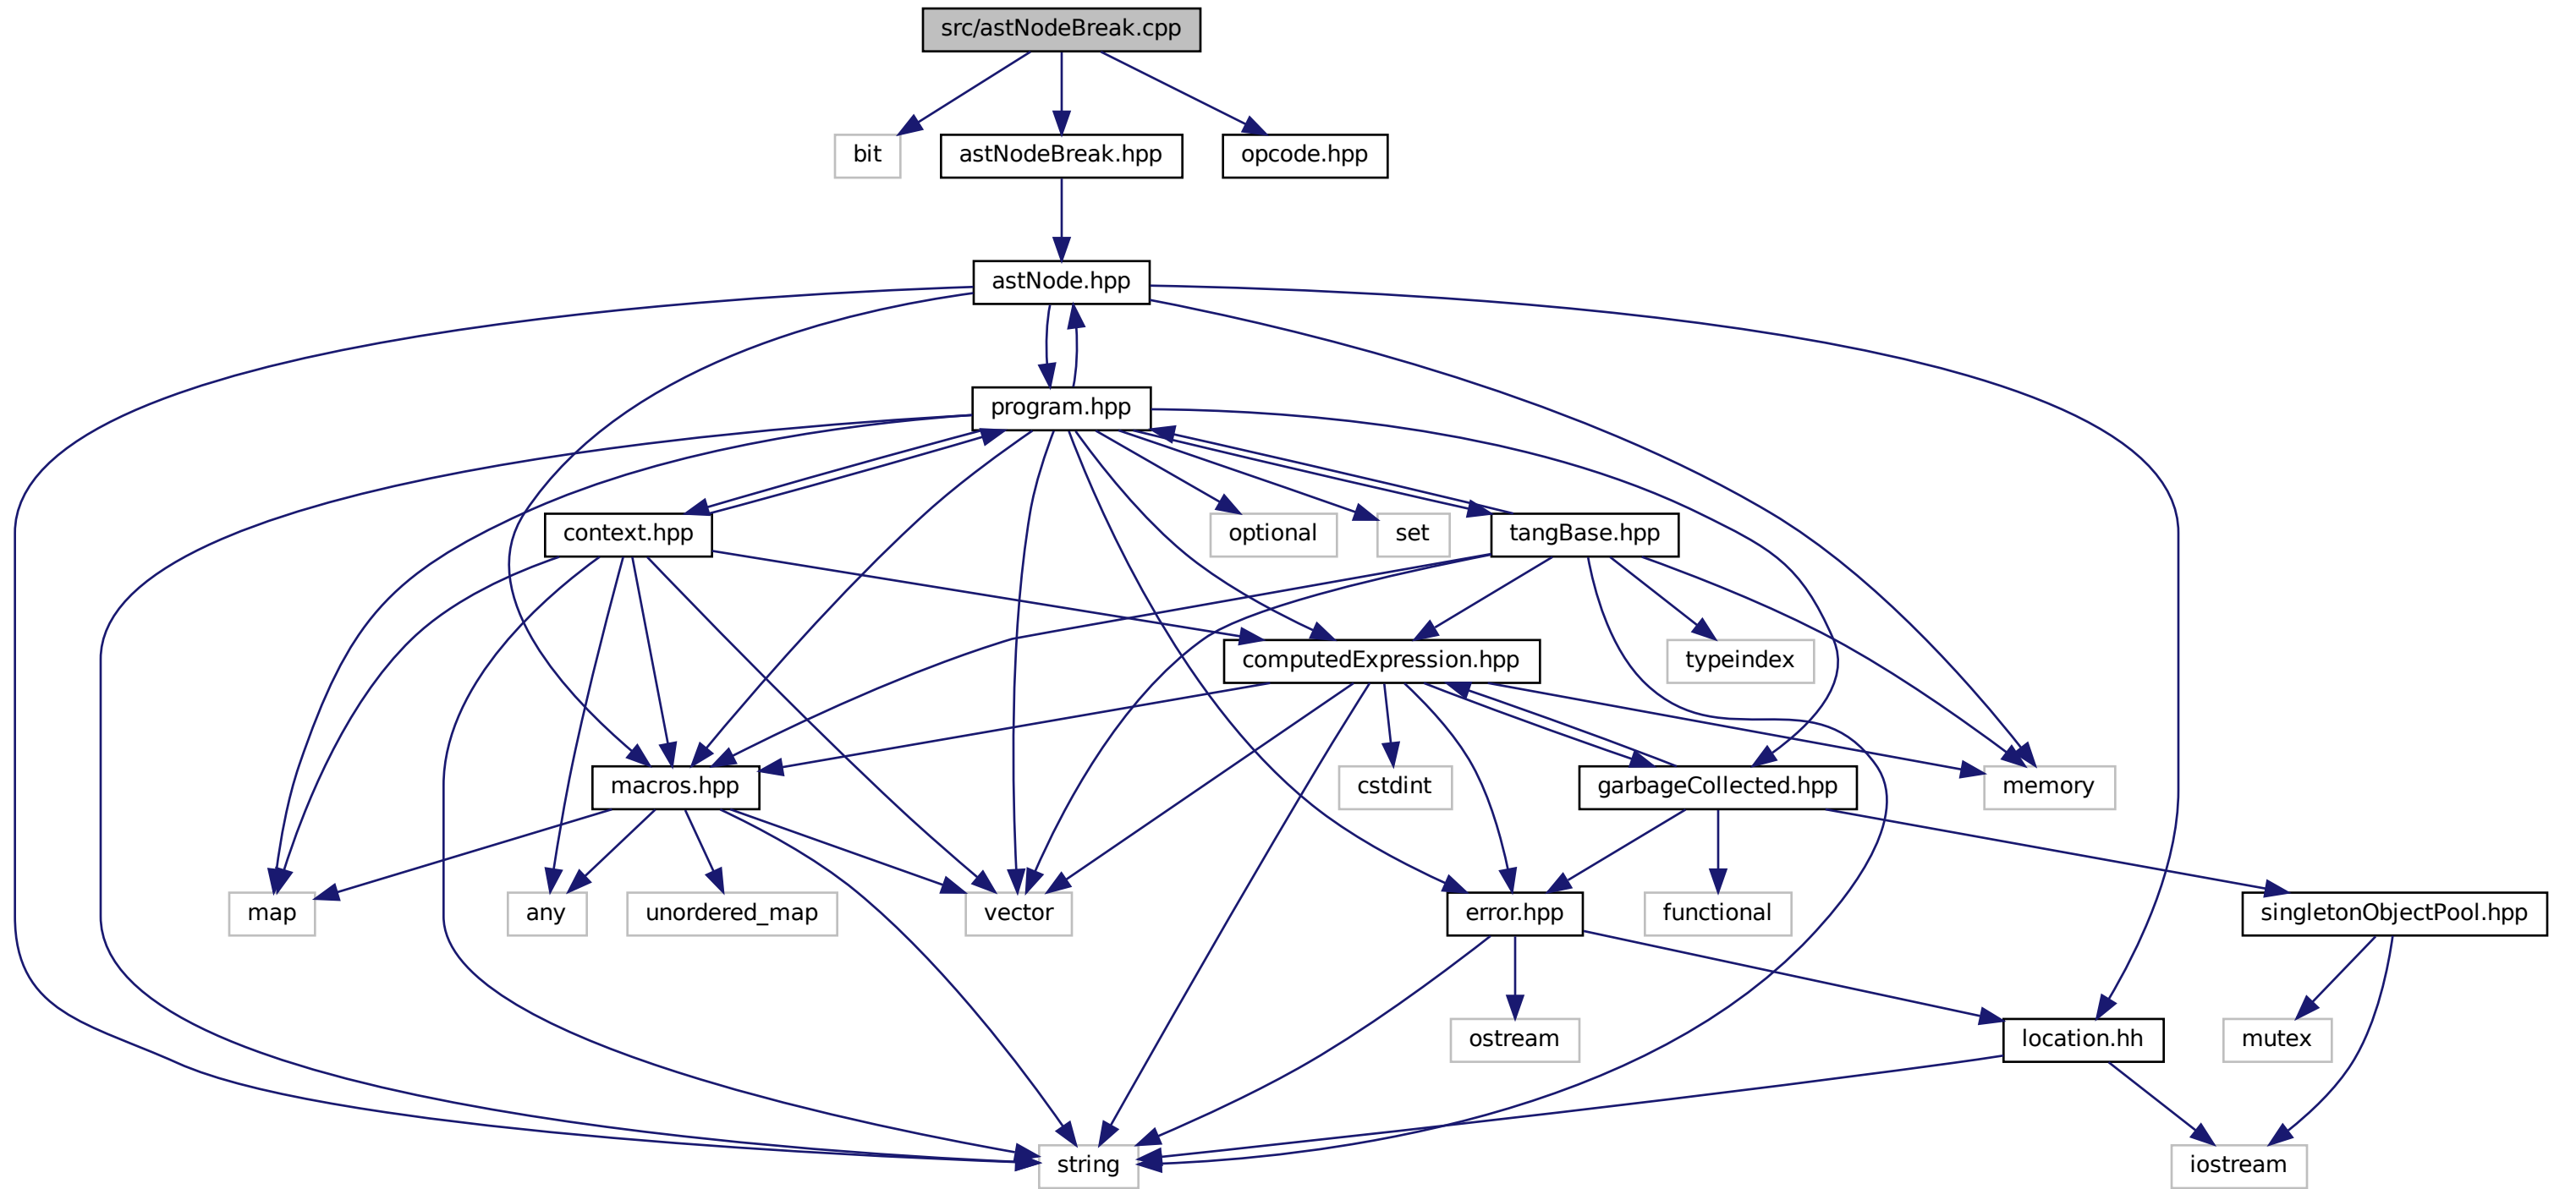 src/astNodeBreak.cpp
bit
astNodeBreak.hpp
opcode.hpp
astNode.hpp
program.hpp
context.hpp
optional
set
tangBase.hpp
computedExpression.hpp
typeindex
macros.hpp
cstdint
garbageCollected.hpp
memory
map
any
unordered_map
vector
error.hpp
functional
singletonObjectPool.hpp
ostream
location.hh
mutex
string
iostream